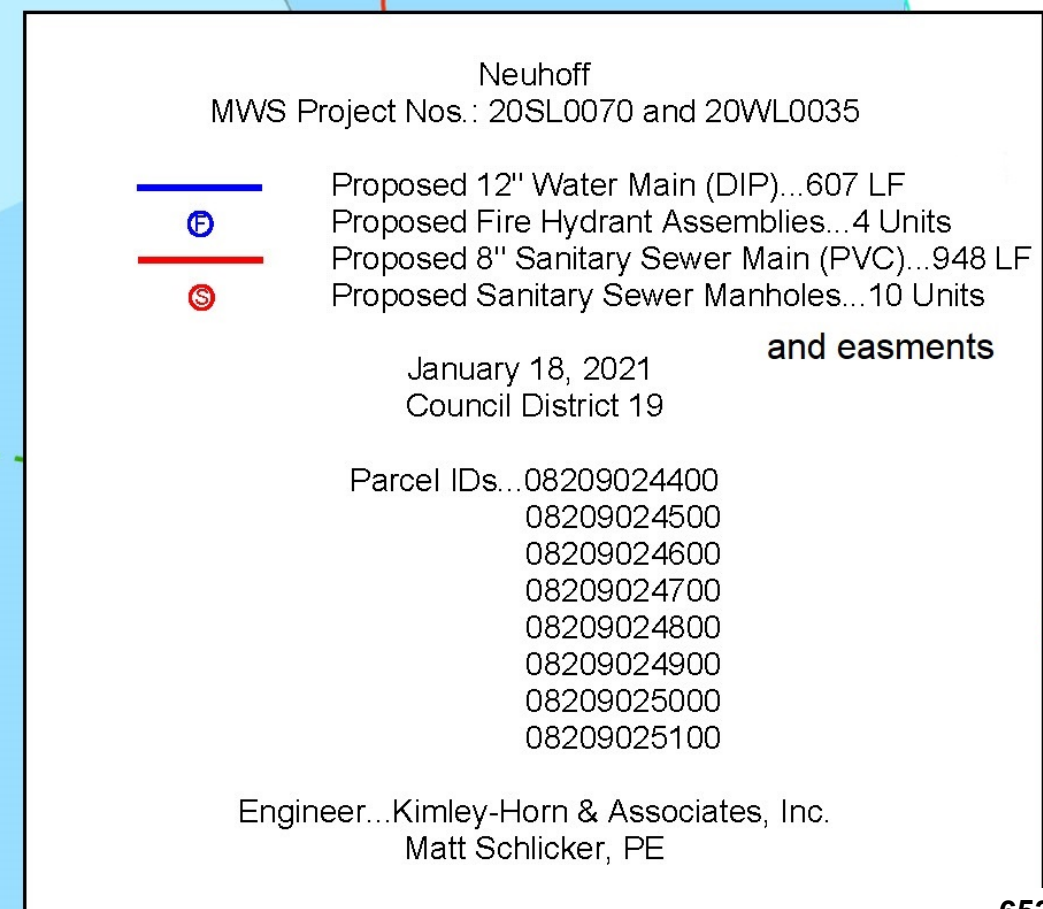 Neuhoff
MWS Project Nos.: 20SL0070 and 20WL0035
Proposed 12" Water Main (DIP)...607 LF
F Proposed Fire Hydrant Assemblies...4 Units
Proposed 8" Sanitary Sewer Main (PVC)...948 LF
S Proposed Sanitary Sewer Manholes...10 Units
and easments
January 18, 2021
Council District 19
Parcel IDs...08209024400
08209024500
08209024600
08209024700
08209024800
08209024900
08209025000
08209025100
Engineer...Kimley-Horn & Associates, Inc.
Matt Schlicker, PE